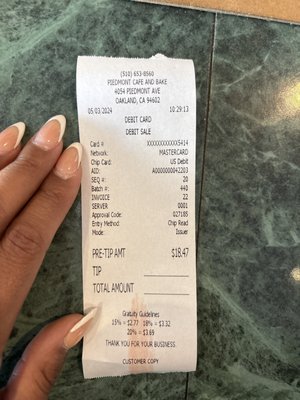 (510) 653-8560
PIEDMONT CAFE AND BAKE
4054 PIEDMONT AVE
OAKLAND, CA 94602
05/03/2024 10:29:13
DEBIT CARD
DEBIT SALE
Card # XXXXXXXXXXXX5414
Network: MASTERCARD
Chip Card: US Debit
AID: A0000000042203
SEQ #: 22
Batch #: 440
INVOICE 22
SERVER 0001
Approval Code: 027185
Entry Method: Chip Read
Mode: Issuer
PRE-TIP AMT $18.47
TIP
TOTAL AMOUNT
Gratuity Guidelines
15% = $2.77 18% = $3.32
20% = $3.69
THANK YOU FOR YOUR BUSINESS.
CUSTOMER COPY